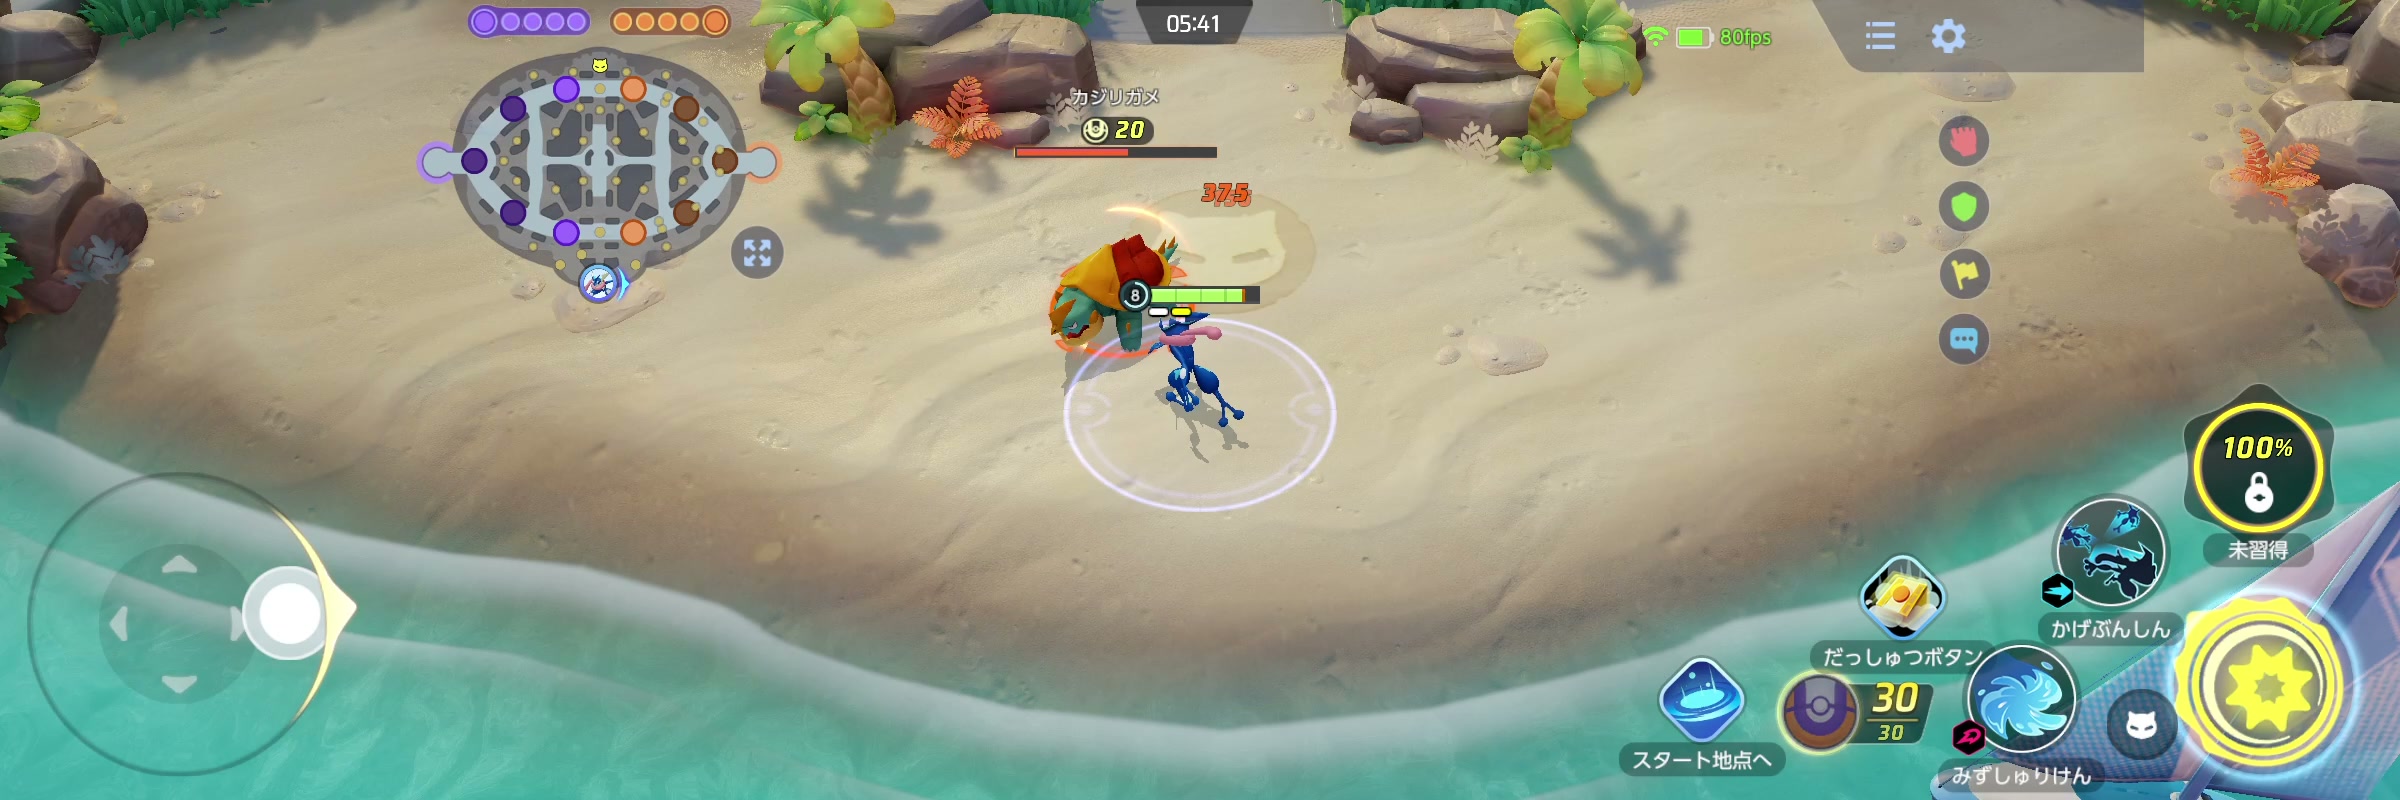 05:41
80fps
カジリガメ
20
375
8
100%
未習得
かげぶんしん
だっしゅつボタン
30
30
スタート地点へ
みずしゅりけん